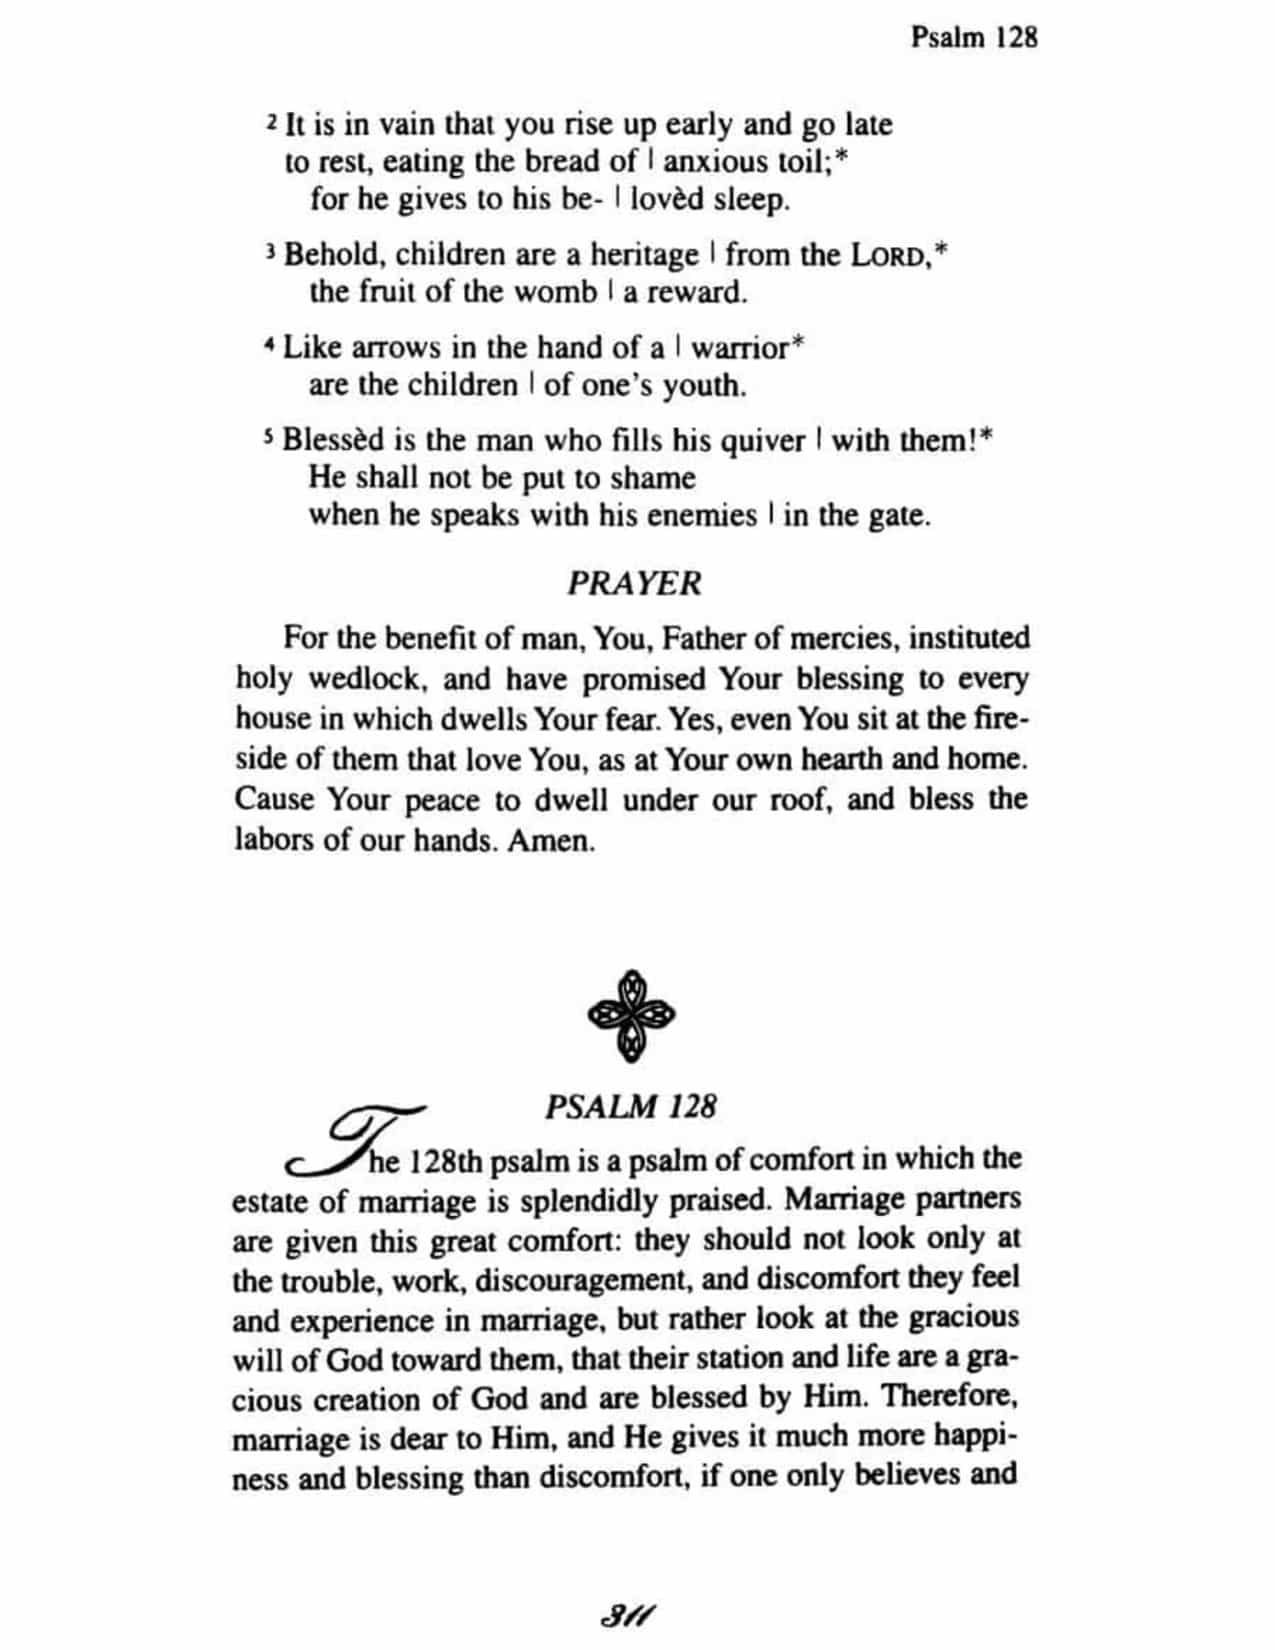 Psalm 128
2 It is in vain that you rise up early and go late
to rest, eating the bread of | anxious toil;*
for he gives to his be- | lovèd sleep.
3 Behold, children are a heritage | from the LORD,*
the fruit of the womb | a reward.
4 Like arrows in the hand of a | warrior*
are the children | of one's youth.
5 Blessèd is the man who fills his quiver | with them!*
He shall not be put to shame
when he speaks with his enemies | in the gate.
PRAYER
For the benefit of man, You, Father of mercies, instituted
holy wedlock, and have promised Your blessing to every
house in which dwells Your fear. Yes, even You sit at the fire-
side of them that love You, as at Your own hearth and home.
Cause Your peace to dwell under our roof, and bless the
labors of our hands. Amen.
PSALM 128
The 128th psalm is a psalm of comfort in which the
estate of marriage is splendidly praised. Marriage partners
are given this great comfort: they should not look only at
the trouble, work, discouragement, and discomfort they feel
and experience in marriage, but rather look at the gracious
will of God toward them, that their station and life are a gra-
cious creation of God and are blessed by Him. Therefore,
marriage is dear to Him, and He gives it much more happi-
ness and blessing than discomfort, if one only believes and
311